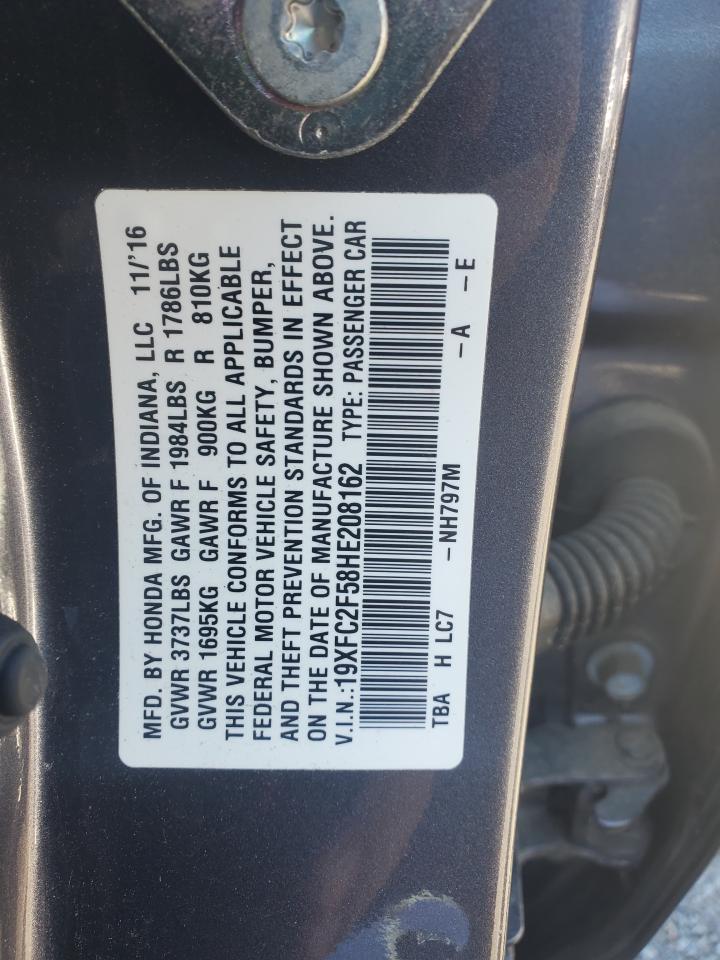 MFD. BY HONDA MFG. OF INDIANA, LLC 11/'16
GVWR 3737LBS GAWR F 1984LBS R 1786LBS
GVWR 1695KG GAWR F 900KG R 810KG
THIS VEHICLE CONFORMS TO ALL APPLICABLE
FEDERAL MOTOR VEHICLE SAFETY, BUMPER,
AND THEFT PREVENTION STANDARDS IN EFFECT
ON THE DATE OF MANUFACTURE SHOWN ABOVE.
V.I.N.:19XFC2F58HE208162 TYPE: PASSENGER CAR
TBA H LC7 -NH797M -A -E